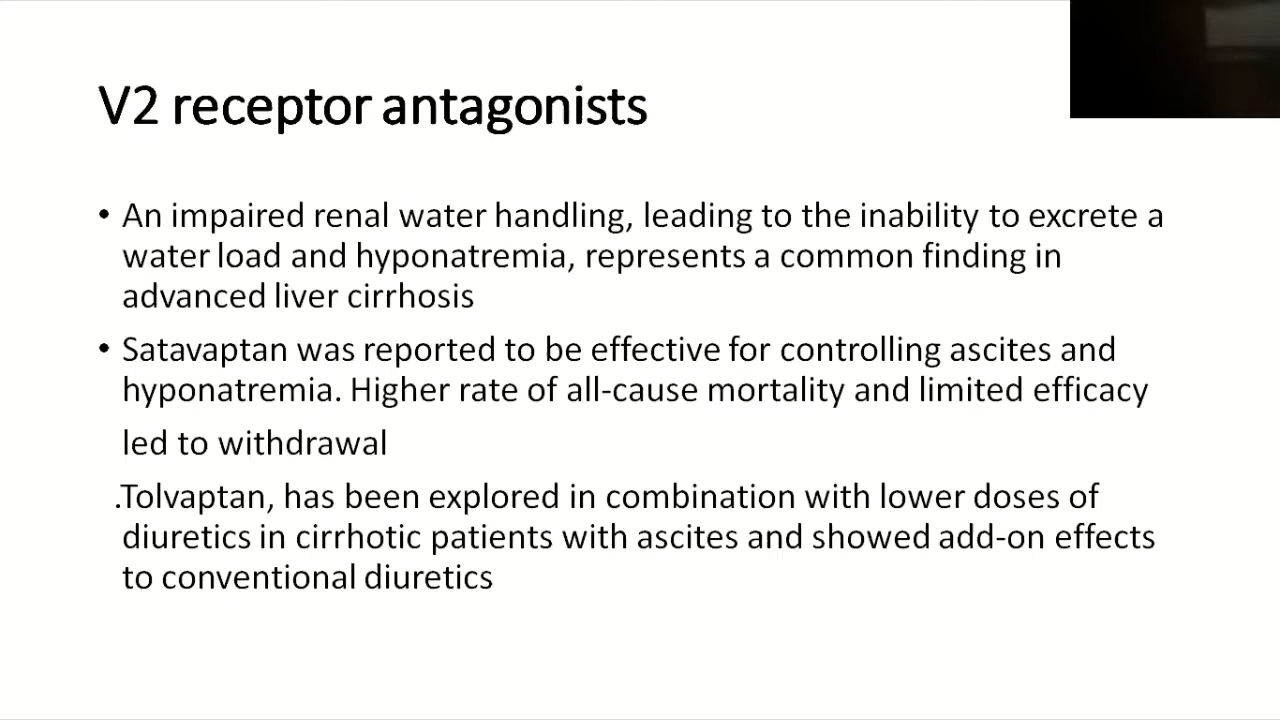 V2 receptor antagonists
• An impaired renal water handling, leading to the inability to excrete a
water load and hyponatremia, represents a common finding in
advanced liver cirrhosis
• Satavaptan was reported to be effective for controlling ascites and
hyponatremia. Higher rate of all-cause mortality and limited efficacy
led to withdrawal
.Tolvaptan, has been explored in combination with lower doses of
diuretics in cirrhotic patients with ascites and showed add-on effects
to conventional diuretics